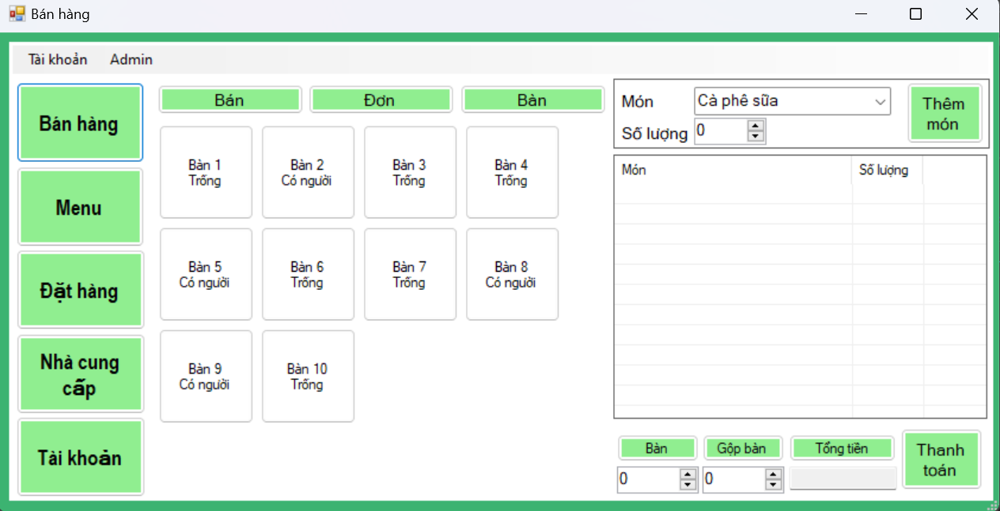 Bán hàng
Tài khoản Admin
Bán hàng
Menu
Đặt hàng
Nhà cung
cấp
Tài khoản
Bán Đơn Bàn
Bàn 1
Trống
Bàn 2
Có người
Bàn 3
Trống
Bàn 4
Trống
Bàn 5
Có người
Bàn 6
Trống
Bàn 7
Trống
Bàn 8
Có người
Bàn 9
Có người
Bàn 10
Trống
Món Cà phê sữa
Số lượng 0
Thêm
món
Món Số lượng
Bàn Gộp bàn Tổng tiền
0 0
Thanh
toán